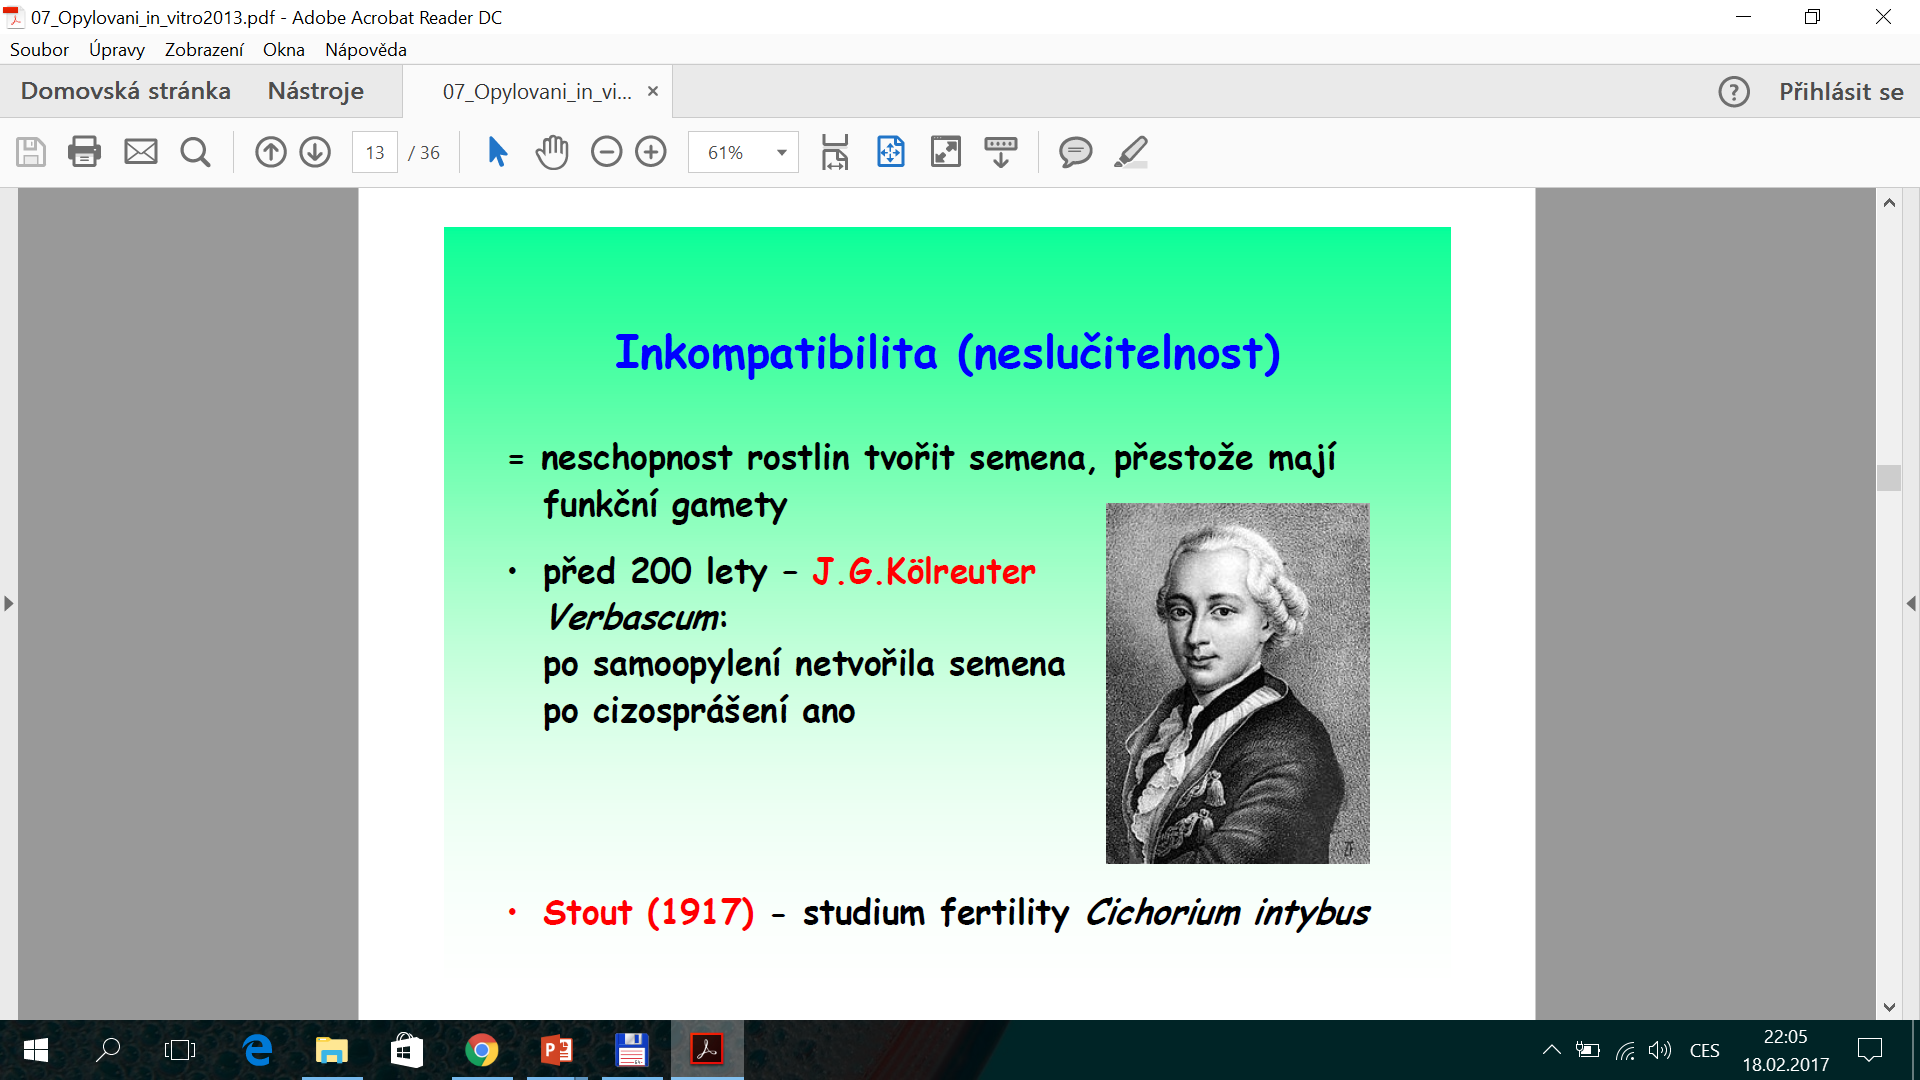 07_Opylovani_in_vitro2013.pdf - Adobe Acrobat Reader DC
Soubor Úpravy Zobrazení Okna Nápověda
Domovská stránka Nástroje 07_Opylovani_in_vi... Přihlásit se
13 / 36 61%
Inkompatibilita (neslučitelnost)
= neschopnost rostlin tvořit semena, přestože mají
funkční gamety
• před 200 lety – J.G.Kölreuter
Verbascum:
po samoopylení netvořila semena
po cizosprášení ano
ZF
• Stout (1917) – studium fertility Cichorium intybus
CES
22:05
18.02.2017